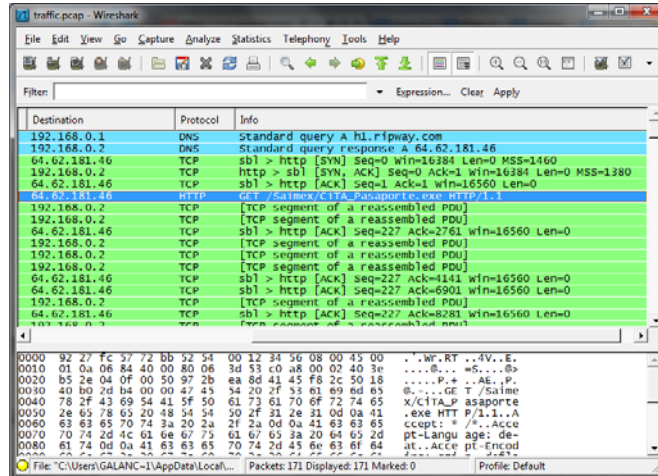 traffic.pcap - Wireshark
File Edit View Go Capture Analyze Statistics Telephony Tools Help
Filter: Expression... Clear Apply
Destination Protocol Info
192.168.0.1 DNS Standard query A h1.ripway.com
192.168.0.2 DNS Standard query response A 64.62.181.46
64.62.181.46 TCP sbl > http [SYN] Seq=0 Win=16384 Len=0 MSS=1460
192.168.0.2 TCP http > sbl [SYN, ACK] Seq=0 Ack=1 Win=16384 Len=0 MSS=1380
64.62.181.46 TCP sbl > http [ACK] Seq=1 Ack=1 Win=16560 Len=0
64.62.181.46 HTTP GET /Saimex/CiTA_Pasaporte.exe HTTP/1.1
192.168.0.2 TCP [TCP segment of a reassembled PDU]
192.168.0.2 TCP [TCP segment of a reassembled PDU]
64.62.181.46 TCP sbl > http [ACK] Seq=227 Ack=2761 Win=16560 Len=0
192.168.0.2 TCP [TCP segment of a reassembled PDU]
192.168.0.2 TCP [TCP segment of a reassembled PDU]
64.62.181.46 TCP sbl > http [ACK] Seq=227 Ack=4141 Win=16560 Len=0
64.62.181.46 TCP sbl > http [ACK] Seq=227 Ack=6901 Win=16560 Len=0
192.168.0.2 TCP [TCP segment of a reassembled PDU]
64.62.181.46 TCP sbl > http [ACK] Seq=227 Ack=8281 Win=16560 Len=0
192.168.0.2 TCP [TCP segment of a reassembled PDU]
0000 92 27 fc 57 72 bb 52 54 00 12 34 56 08 00 45 00 .'.Wr.RT ..4V..E.
0010 01 0a 06 84 40 00 80 06 3d 53 c0 a8 00 02 40 3e ....@... =S....@>
0020 b5 2e 04 0f 00 50 97 2b ea 8d 41 45 f8 2c 50 18 .....P.+ ..AE.,P.
0030 40 b0 2d b4 00 00 47 45 54 20 2f 53 61 69 6d 65 @.-...GE T /Saime
0040 78 2f 43 69 54 41 5f 50 61 73 61 70 6f 72 74 65 x/CiTA_P asaporte
0050 2e 65 78 65 20 48 54 54 50 2f 31 2e 31 0d 0a 41 .exe HTT P/1.1..A
0060 63 63 65 70 74 3a 20 2a 2f 2a 0d 0a 41 63 63 65 ccept: * /*..Acce
0070 70 74 2d 4c 61 6e 67 75 61 67 65 3a 20 64 65 2d pt-Langu age: de-
0080 61 74 0d 0a 41 63 63 65 70 74 2d 45 6e 63 6f 64 at..Acce pt-Encod
File: "C:\Users\GALANC~1\AppData\Local\... Packets: 171 Displayed: 171 Marked: 0 Profile: Default